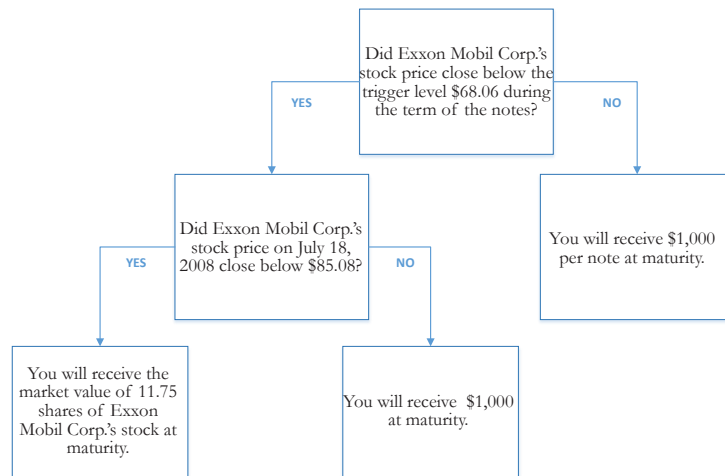 Did Exxon Mobil Corp.'s
stock price close below the
trigger level $68.06 during
the term of the notes?
YES
NO
Did Exxon Mobil Corp.'s
stock price on July 18,
2008 close below $85.08?
You will receive $1,000
per note at maturity.
YES
NO
You will receive the
market value of 11.75
shares of Exxon
Mobil Corp.'s stock at
maturity.
You will receive $1,000
at maturity.